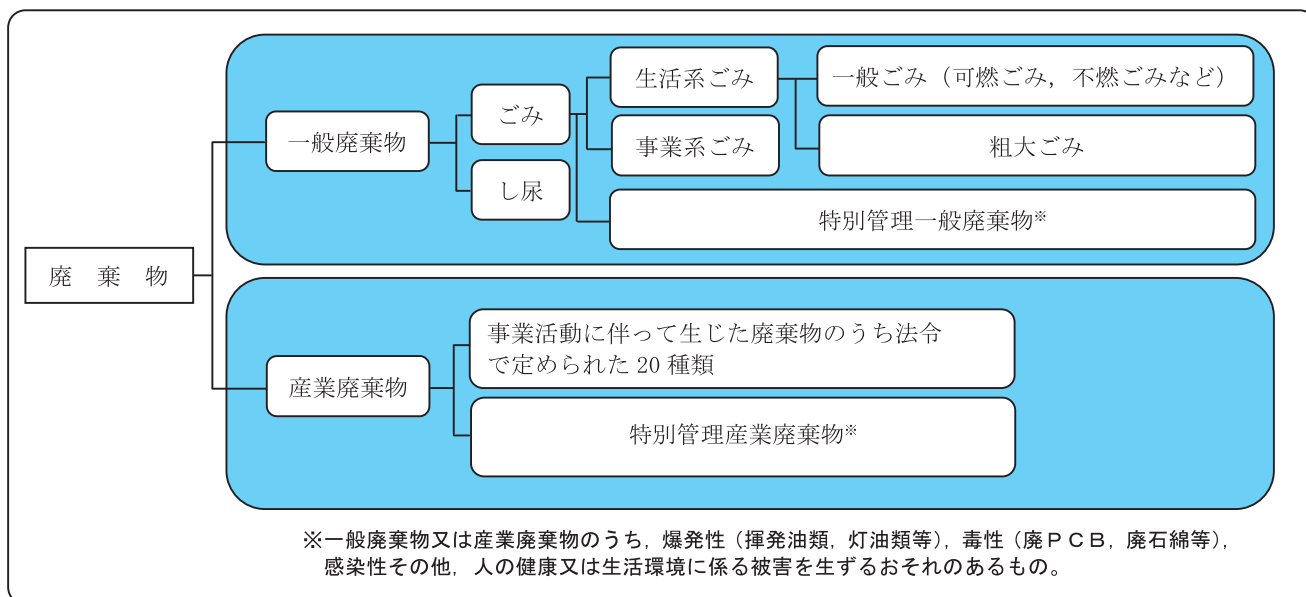 廃棄物
一般廃棄物
ごみ
し尿
生活系ごみ
事業系ごみ
一般ごみ（可燃ごみ，不燃ごみなど）
粗大ごみ
特別管理一般廃棄物※
産業廃棄物
事業活動に伴って生じた廃棄物のうち法令
で定められた 20 種類
特別管理産業廃棄物※
※一般廃棄物又は産業廃棄物のうち，爆発性（揮発油類，灯油類等），毒性（廃ＰＣＢ，廃石綿等），
感染性その他，人の健康又は生活環境に係る被害を生ずるおそれのあるもの。